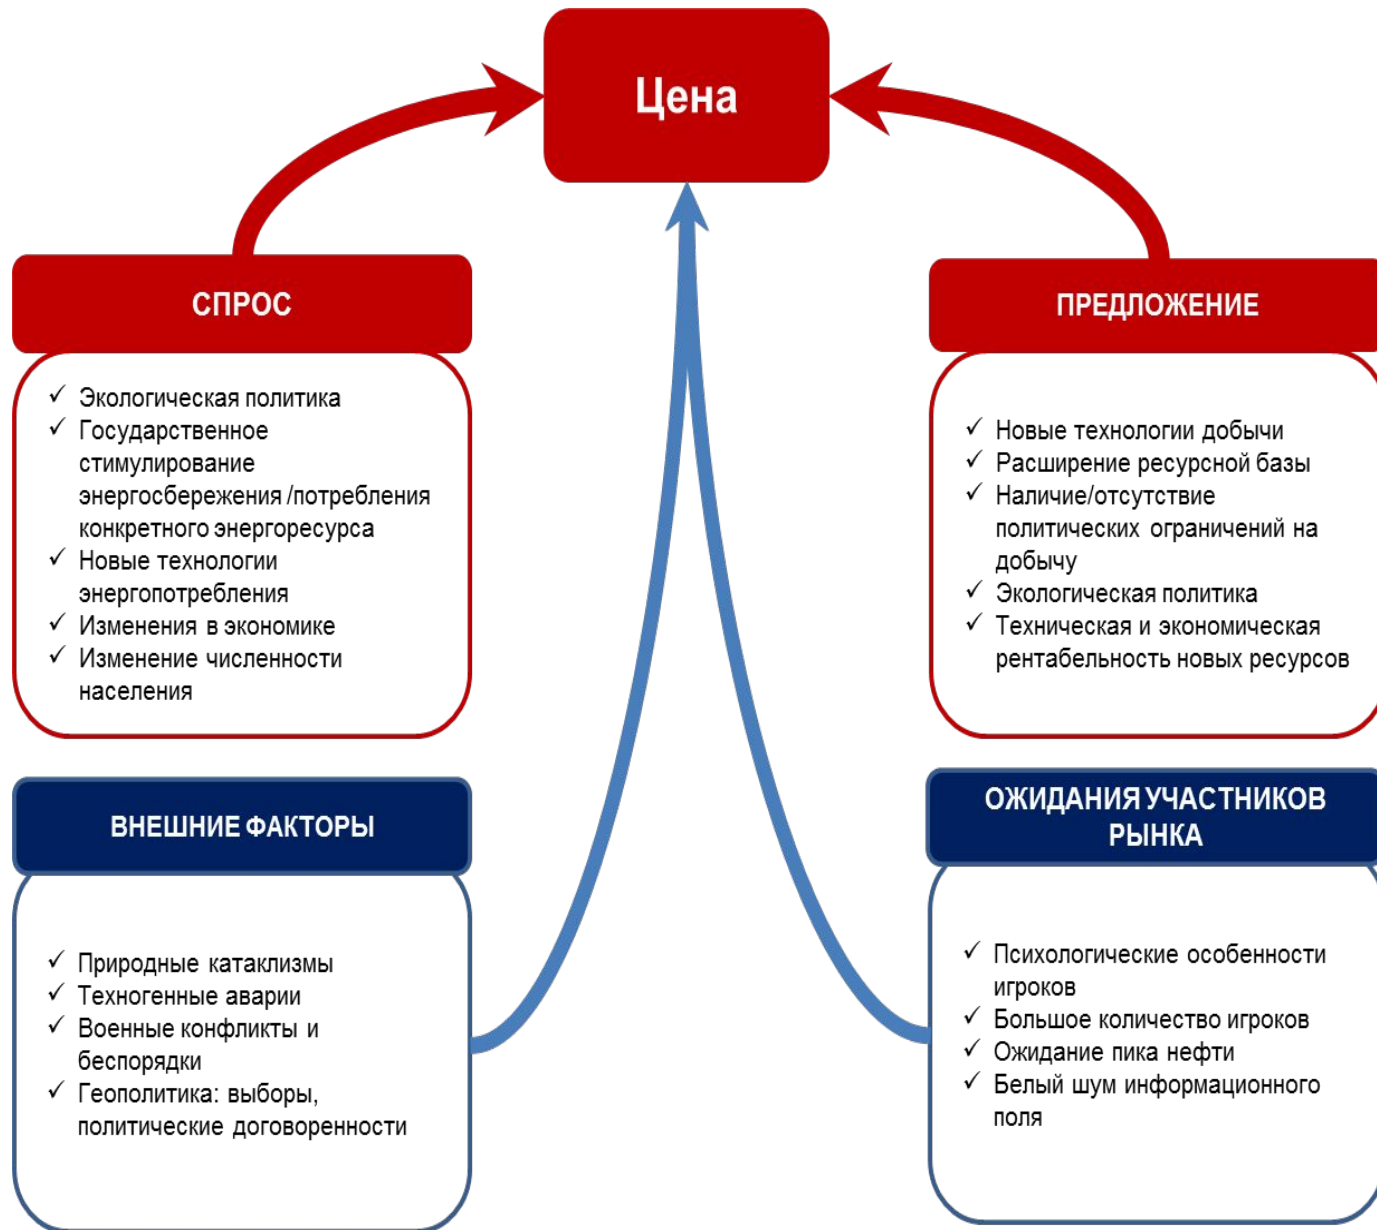 Цена
СПРОС
✓ Экологическая политика
✓ Государственное
стимулирование
энергосбережения /потребления
конкретного энергоресурса
✓ Новые технологии
энергопотребления
✓ Изменения в экономике
✓ Изменение численности
населения
ПРЕДЛОЖЕНИЕ
✓ Новые технологии добычи
✓ Расширение ресурсной базы
✓ Наличие/отсутствие
политических ограничений на
добычу
✓ Экологическая политика
✓ Техническая и экономическая
рентабельность новых ресурсов
ВНЕШНИЕ ФАКТОРЫ
✓ Природные катаклизмы
✓ Техногенные аварии
✓ Военные конфликты и
беспорядки
✓ Геополитика: выборы,
политические договоренности
ОЖИДАНИЯ УЧАСТНИКОВ
РЫНКА
✓ Психологические особенности
игроков
✓ Большое количество игроков
✓ Ожидание пика нефти
✓ Белый шум информационного
поля